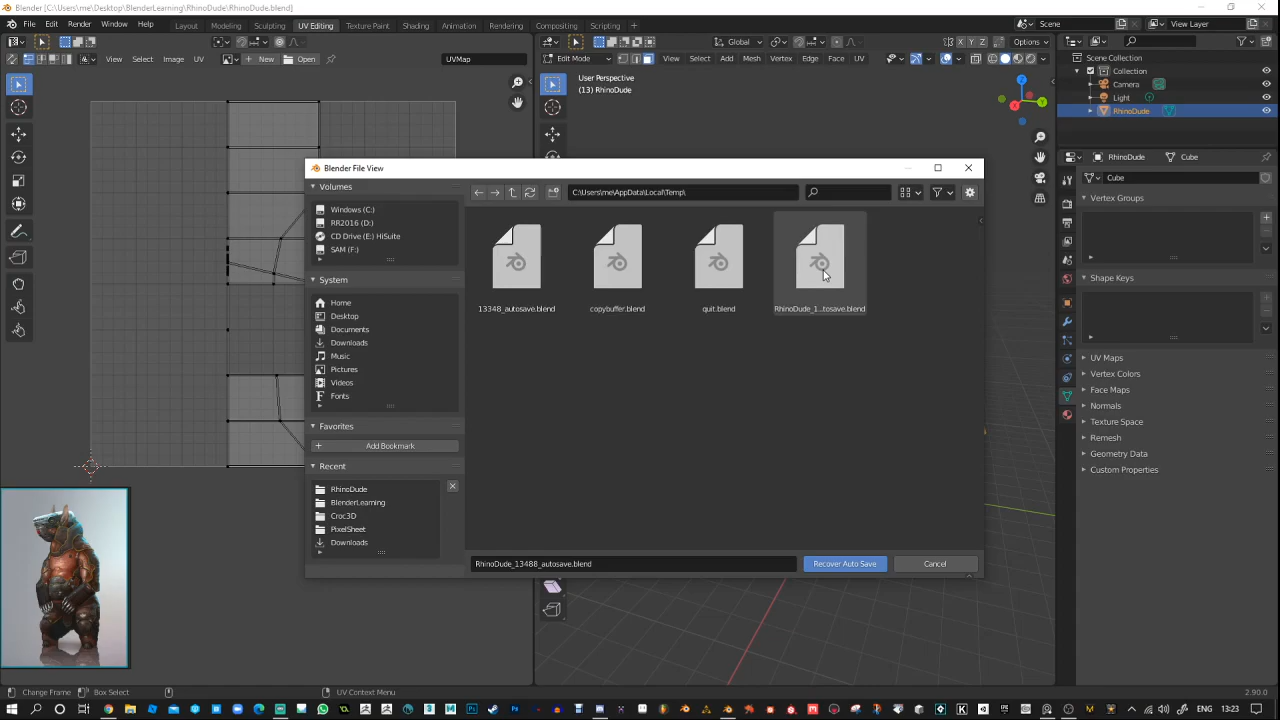 Blender [C:\Users\me\Desktop\BlenderLearning\RhinoDude\RhinoDude.blend]
File Edit Render Window Help Layout Modeling Sculpting UV Editing Texture Paint Shading Animation Rendering Compositing Scripting Scene View Layer
Global Options
View Select Image UV New Open UVMap
Edit Mode View Select Add Mesh Vertex Edge Face UV
X Y Z
User Perspective
(13) RhinoDude
Y
X
Z
Scene Collection
Collection
Camera
Light
RhinoDude
RhinoDude Cube
Cube
Vertex Groups
Shape Keys
UV Maps
Vertex Colors
Face Maps
Normals
Texture Space
Remesh
Geometry Data
Custom Properties
Blender File View
Volumes
Windows (C:)
RR2016 (D:)
CD Drive (E:) HiSuite
SAM (F:)
System
Home
Desktop
Documents
Downloads
Music
Pictures
Videos
Fonts
Favorites
Add Bookmark
Recent
RhinoDude
BlenderLearning
Croc3D
PixelSheet
Downloads
C:\Users\me\AppData\Local\Temp\
13348_autosave.blend
copybuffer.blend
quit.blend
RhinoDude_1...tosave.blend
RhinoDude_13488_autosave.blend
Recover Auto Save
Cancel
Change Frame Box Select UV Context Menu 2.90.0
13:23